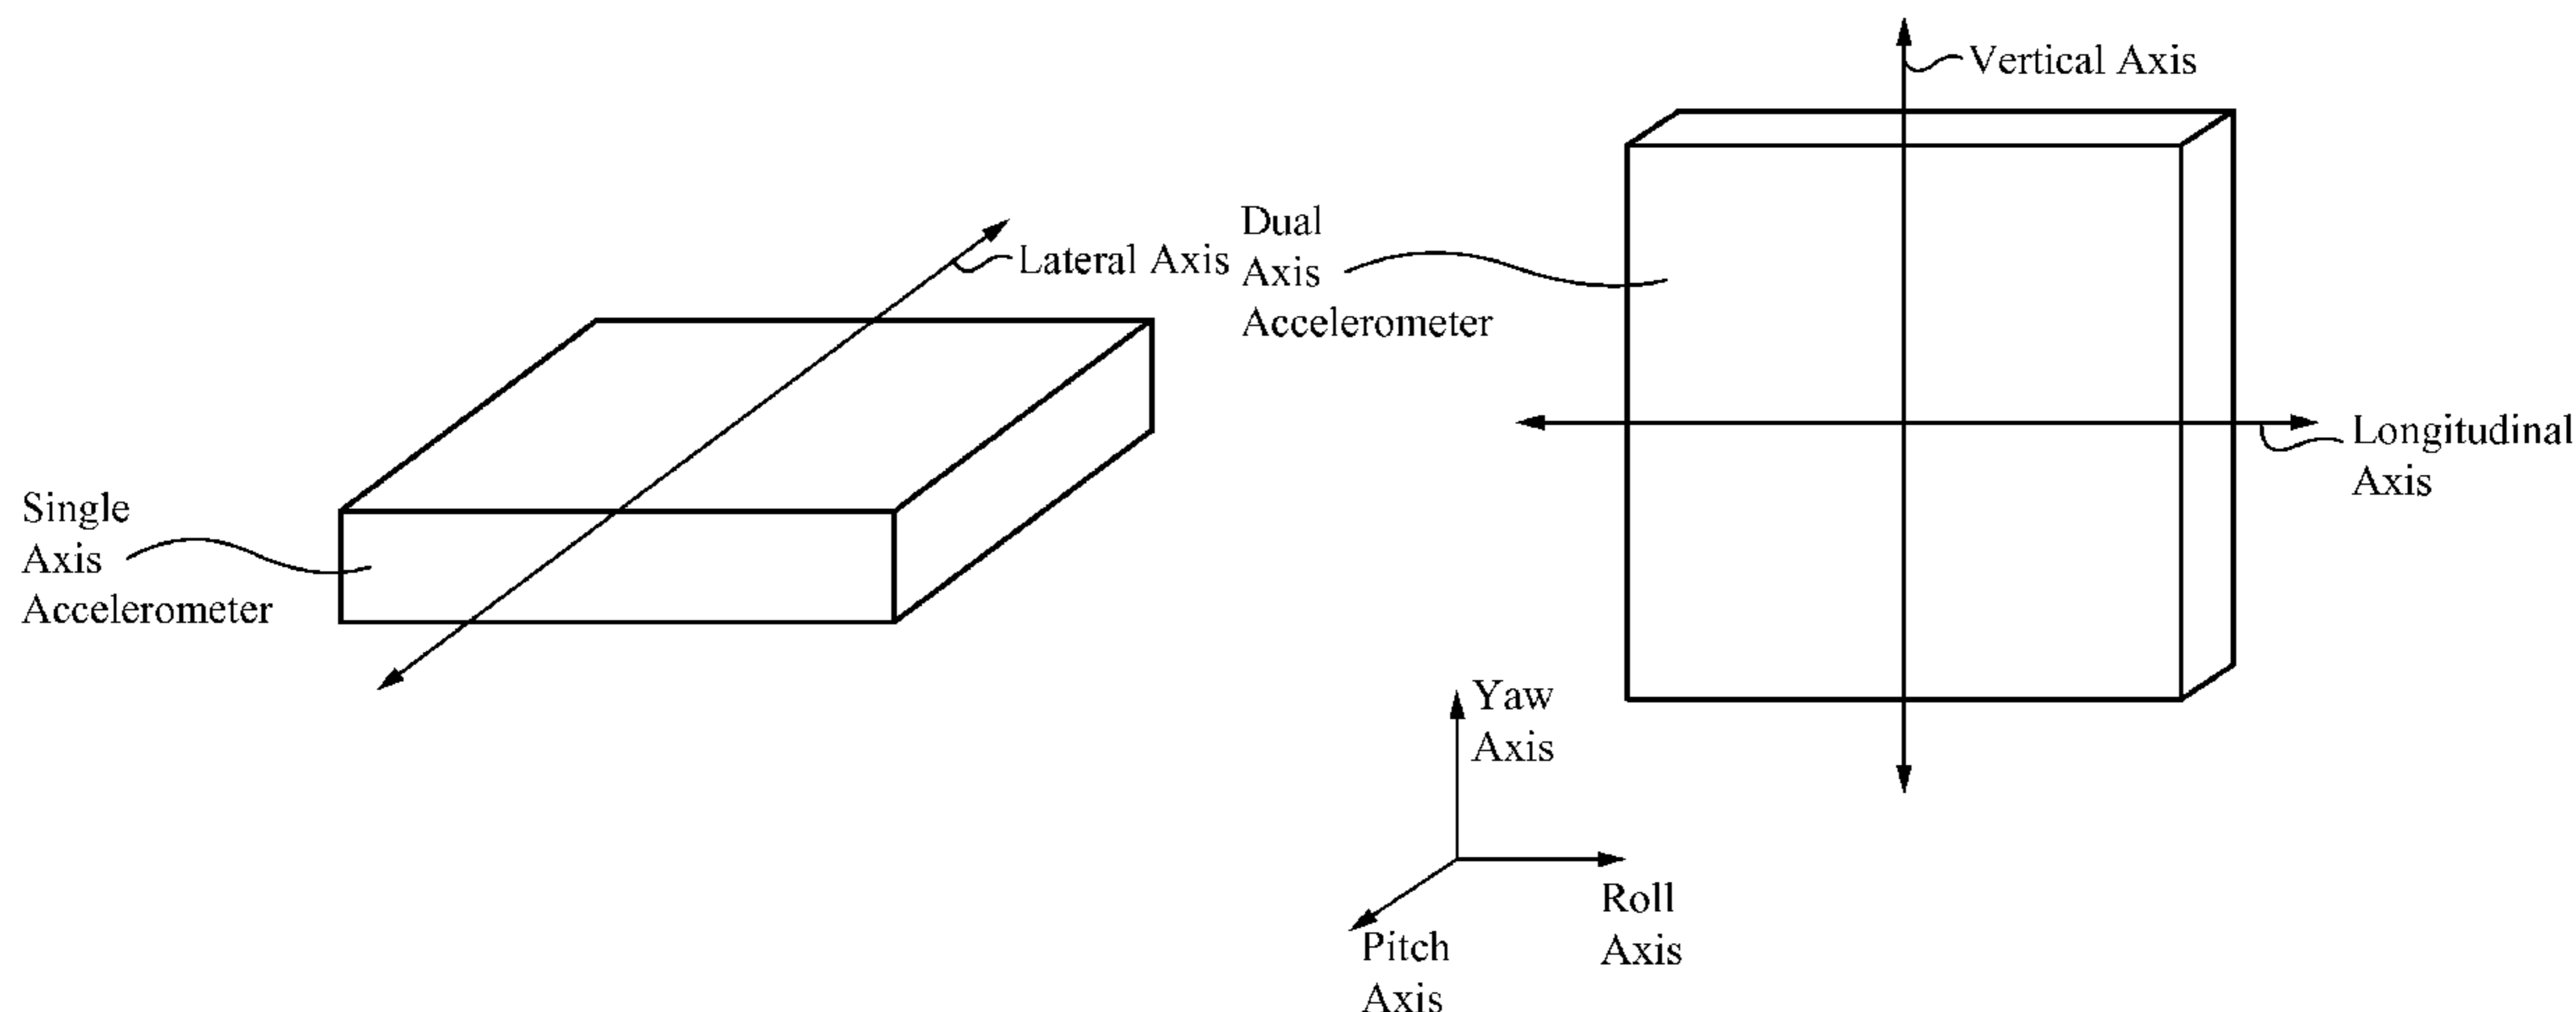 Vertical Axis
Lateral Axis
Dual
Axis
Accelerometer
Longitudinal
Axis
Single
Axis
Accelerometer
Yaw
Axis
Roll
Axis
Pitch
Axis